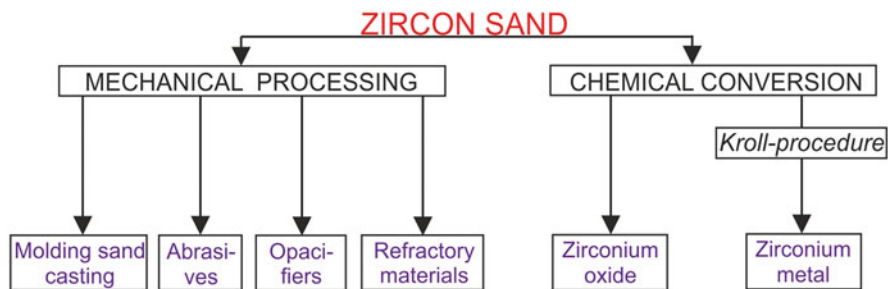 ZIRCON SAND
MECHANICAL PROCESSING
CHEMICAL CONVERSION
Kroll-procedure
Molding sand
casting
Abrasi-
ves
Opaci-
fiers
Refractory
materials
Zirconium
oxide
Zirconium
metal